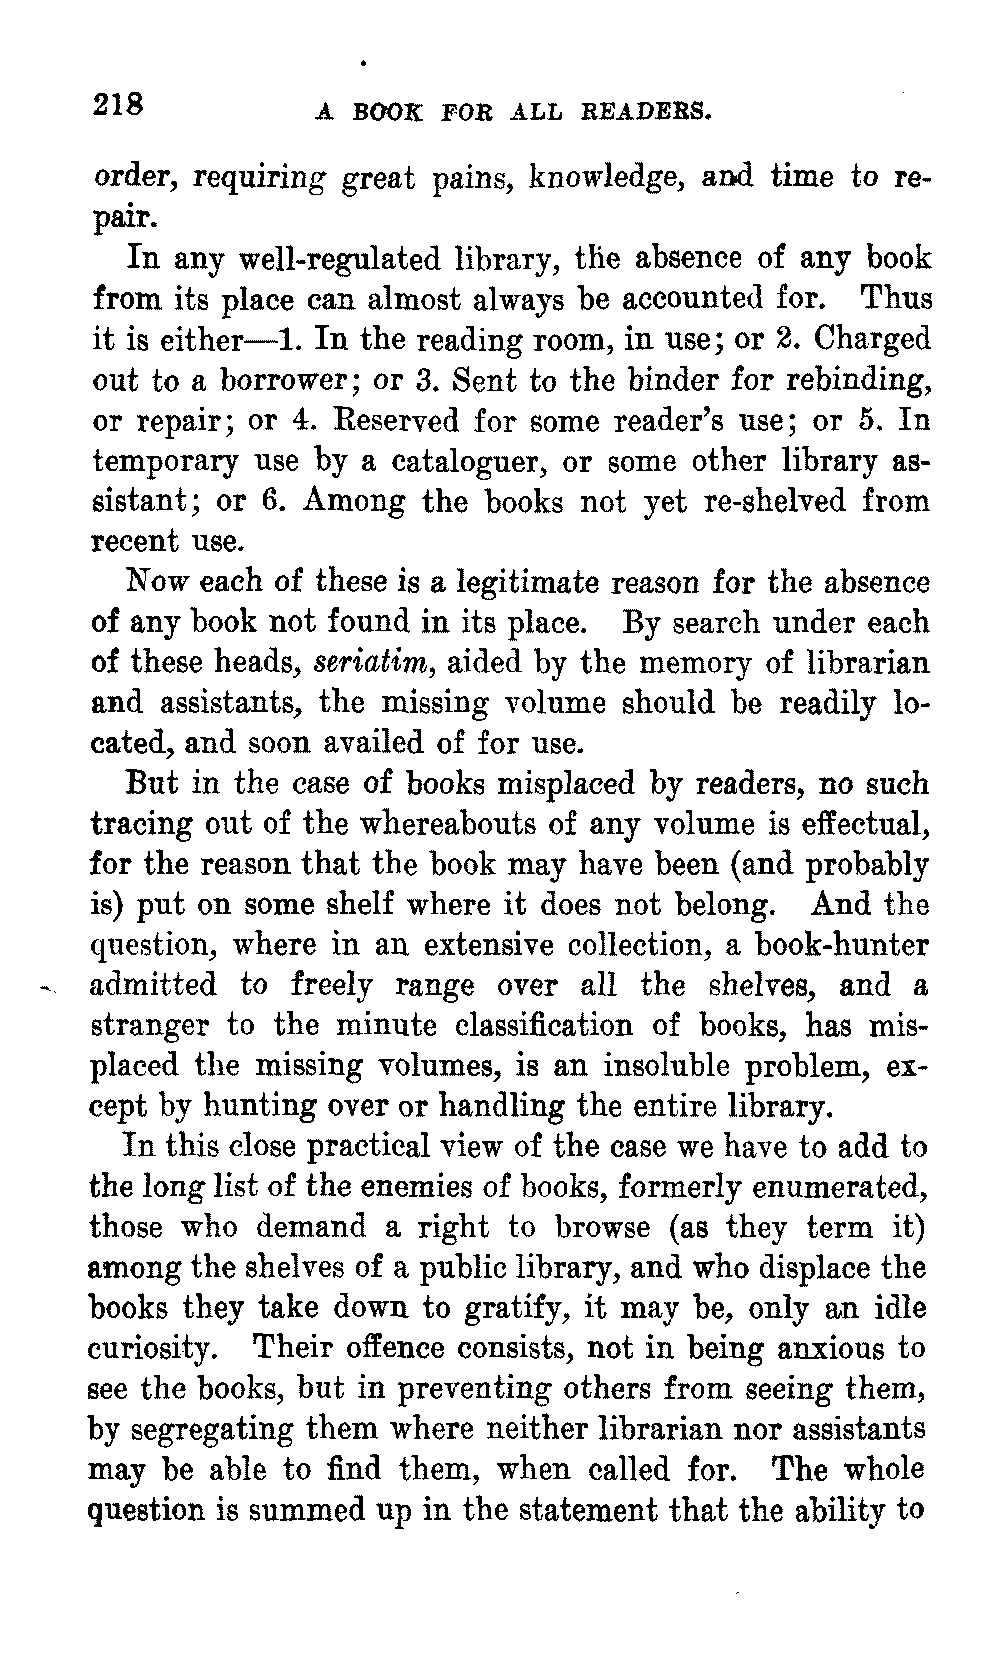 218 A BOOK FOR ALL READERS.
order, requiring great pains, knowledge, and time to re-
pair.
In any well-regulated library, the absence of any book
from its place can almost always be accounted for. Thus
it is either—1. In the reading room, in use; or 2. Charged
out to a borrower; or 3. Sent to the binder for rebinding,
or repair; or 4. Reserved for some reader's use; or 5. In
temporary use by a cataloguer, or some other library as-
sistant; or 6. Among the books not yet re-shelved from
recent use.
Now each of these is a legitimate reason for the absence
of any book not found in its place. By search under each
of these heads, seriatim, aided by the memory of librarian
and assistants, the missing volume should be readily lo-
cated, and soon availed of for use.
But in the case of books misplaced by readers, no such
tracing out of the whereabouts of any volume is effectual,
for the reason that the book may have been (and probably
is) put on some shelf where it does not belong. And the
question, where in an extensive collection, a book-hunter
admitted to freely range over all the shelves, and a
stranger to the minute classification of books, has mis-
placed the missing volumes, is an insoluble problem, ex-
cept by hunting over or handling the entire library.
In this close practical view of the case we have to add to
the long list of the enemies of books, formerly enumerated,
those who demand a right to browse (as they term it)
among the shelves of a public library, and who displace the
books they take down to gratify, it may be, only an idle
curiosity. Their offence consists, not in being anxious to
see the books, but in preventing others from seeing them,
by segregating them where neither librarian nor assistants
may be able to find them, when called for. The whole
question is summed up in the statement that the ability to